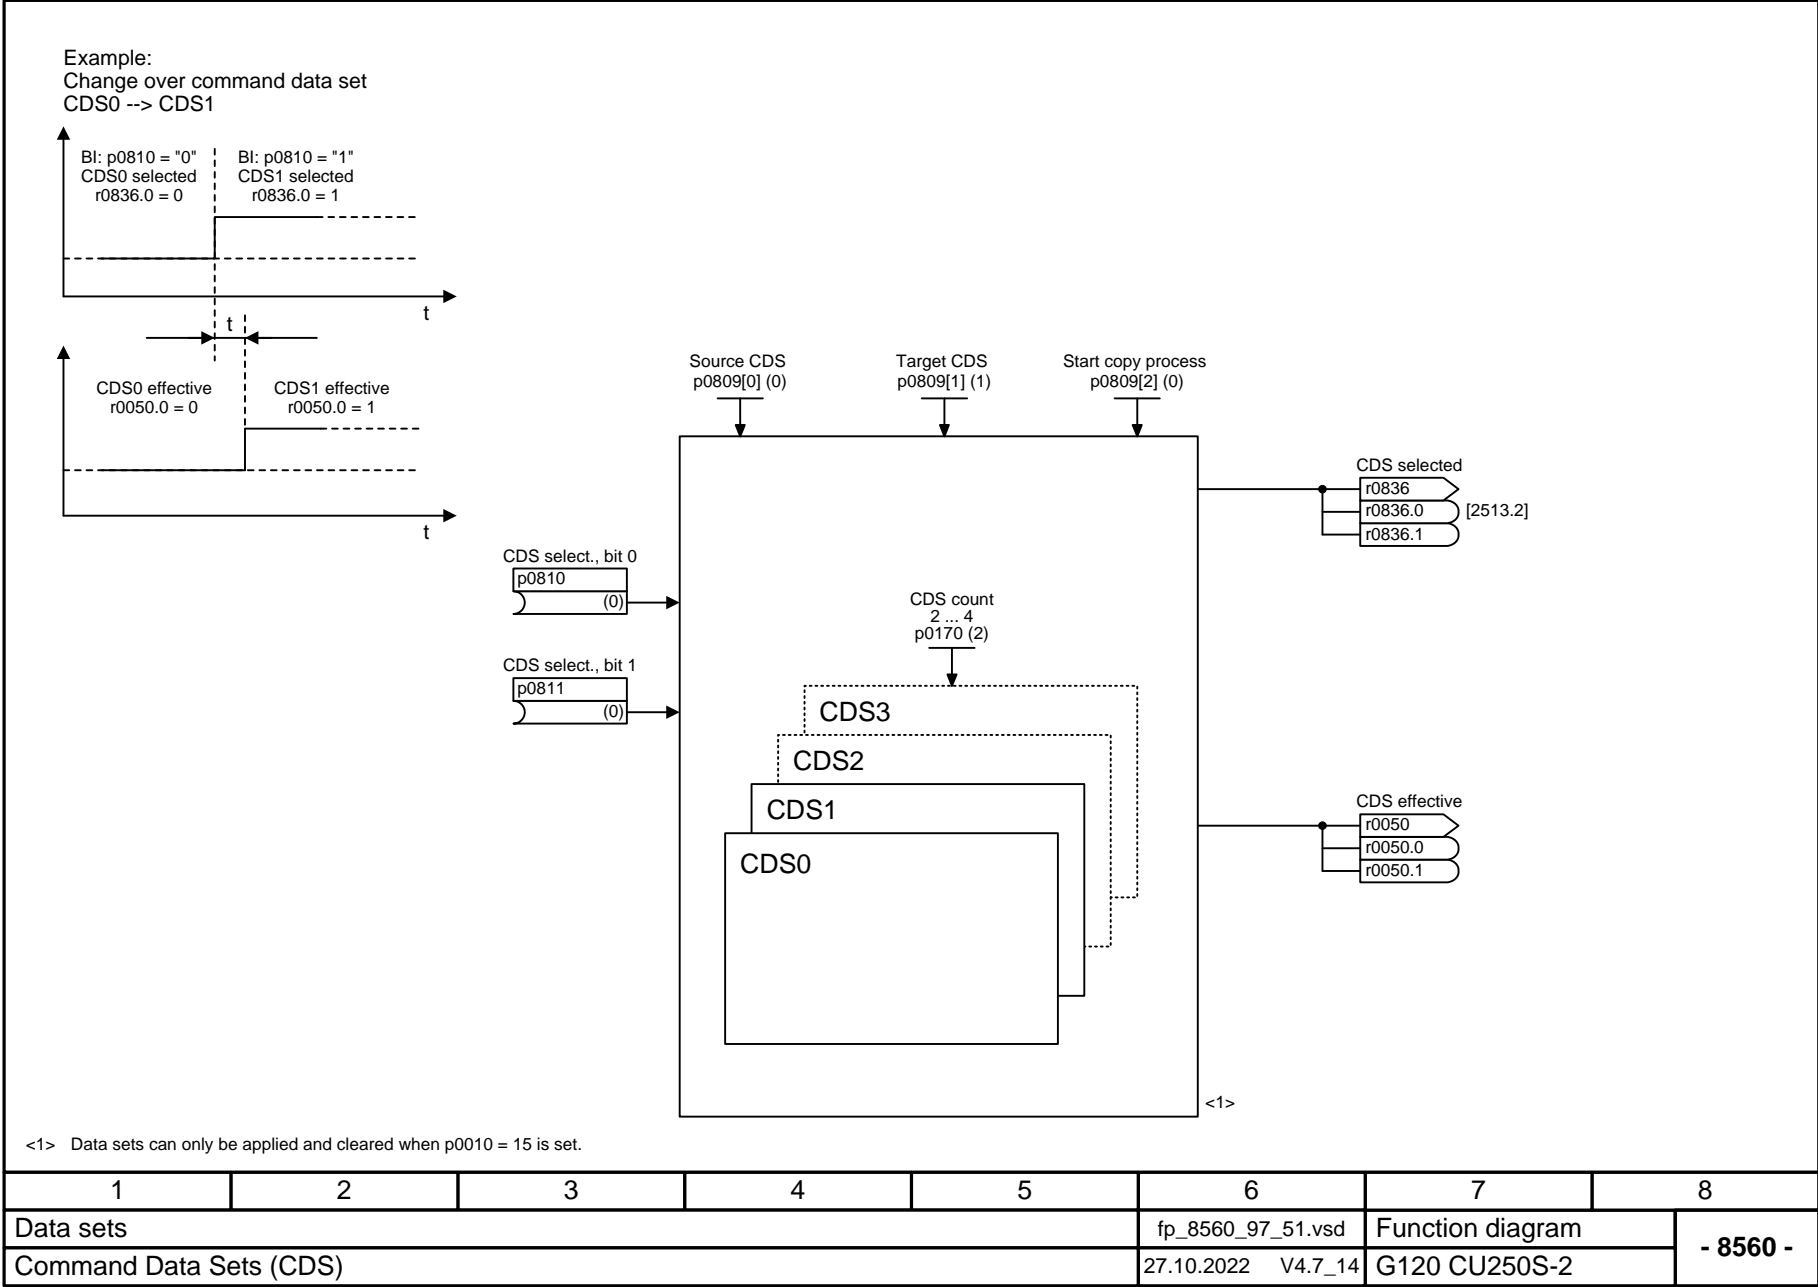 Example:
Change over command data set
CDS0 --> CDS1
BI: p0810 = "0"
CDS0 selected
r0836.0 = 0
BI: p0810 = "1"
CDS1 selected
r0836.0 = 1
t
t
CDS0 effective
r0050.0 = 0
CDS1 effective
r0050.0 = 1
t
Source CDS
p0809[0] (0)
Target CDS
p0809[1] (1)
Start copy process
p0809[2] (0)
CDS selected
r0836
r0836.0 [2513.2]
r0836.1
CDS select., bit 0
p0810
(0)
CDS select., bit 1
p0811
(0)
CDS count
2 ... 4
p0170 (2)
CDS3
CDS2
CDS1
CDS0
CDS effective
r0050
r0050.0
r0050.1
<1>
<1> Data sets can only be applied and cleared when p0010 = 15 is set.
1 2 3 4 5 6 7 8
Data sets fp_8560_97_51.vsd Function diagram
- 8560 -
Command Data Sets (CDS) 27.10.2022 V4.7_14 G120 CU250S-2